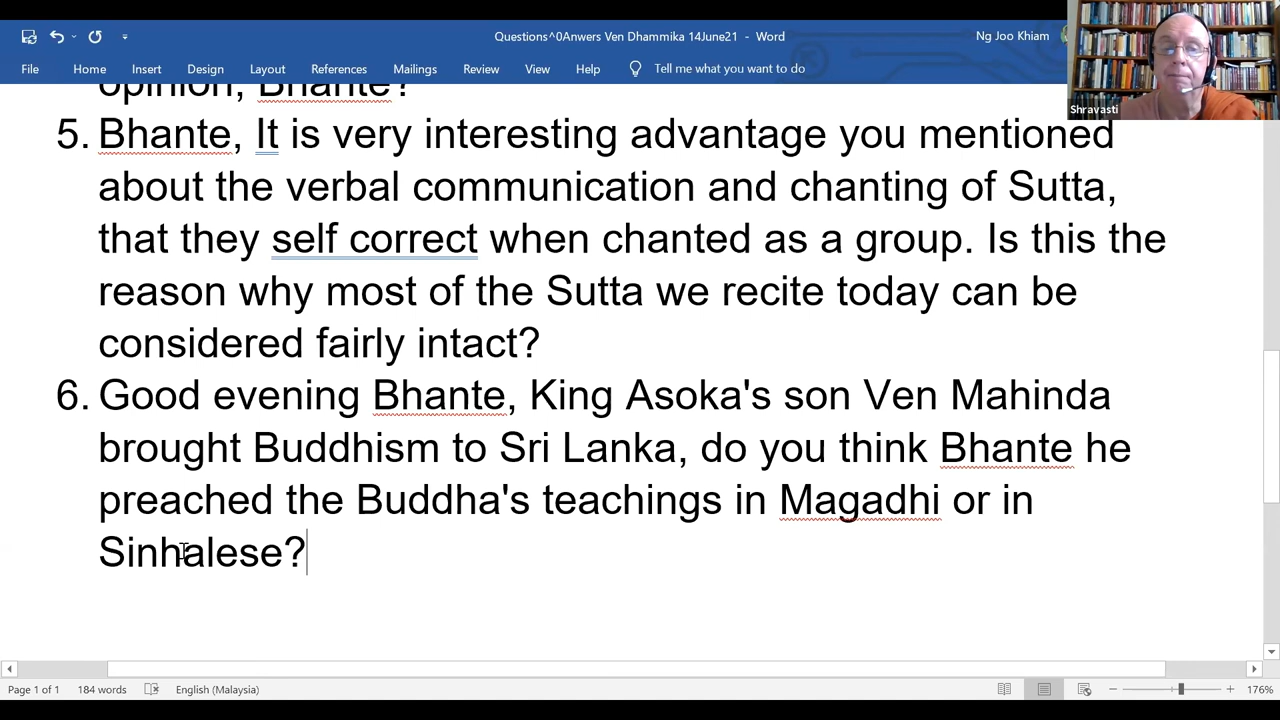 Questions^0Anwers Ven Dhammika 14June21 - Word
Ng Joo Khiam
File Home Insert Design Layout References Mailings Review View Help Tell me what you want to do
Shravasti
opinion, Bhante?
5. Bhante, It is very interesting advantage you mentioned
about the verbal communication and chanting of Sutta,
that they self correct when chanted as a group. Is this the
reason why most of the Sutta we recite today can be
considered fairly intact?
6. Good evening Bhante, King Asoka's son Ven Mahinda
brought Buddhism to Sri Lanka, do you think Bhante he
preached the Buddha's teachings in Magadhi or in
Sinhalese?
Page 1 of 1 184 words English (Malaysia) 176%